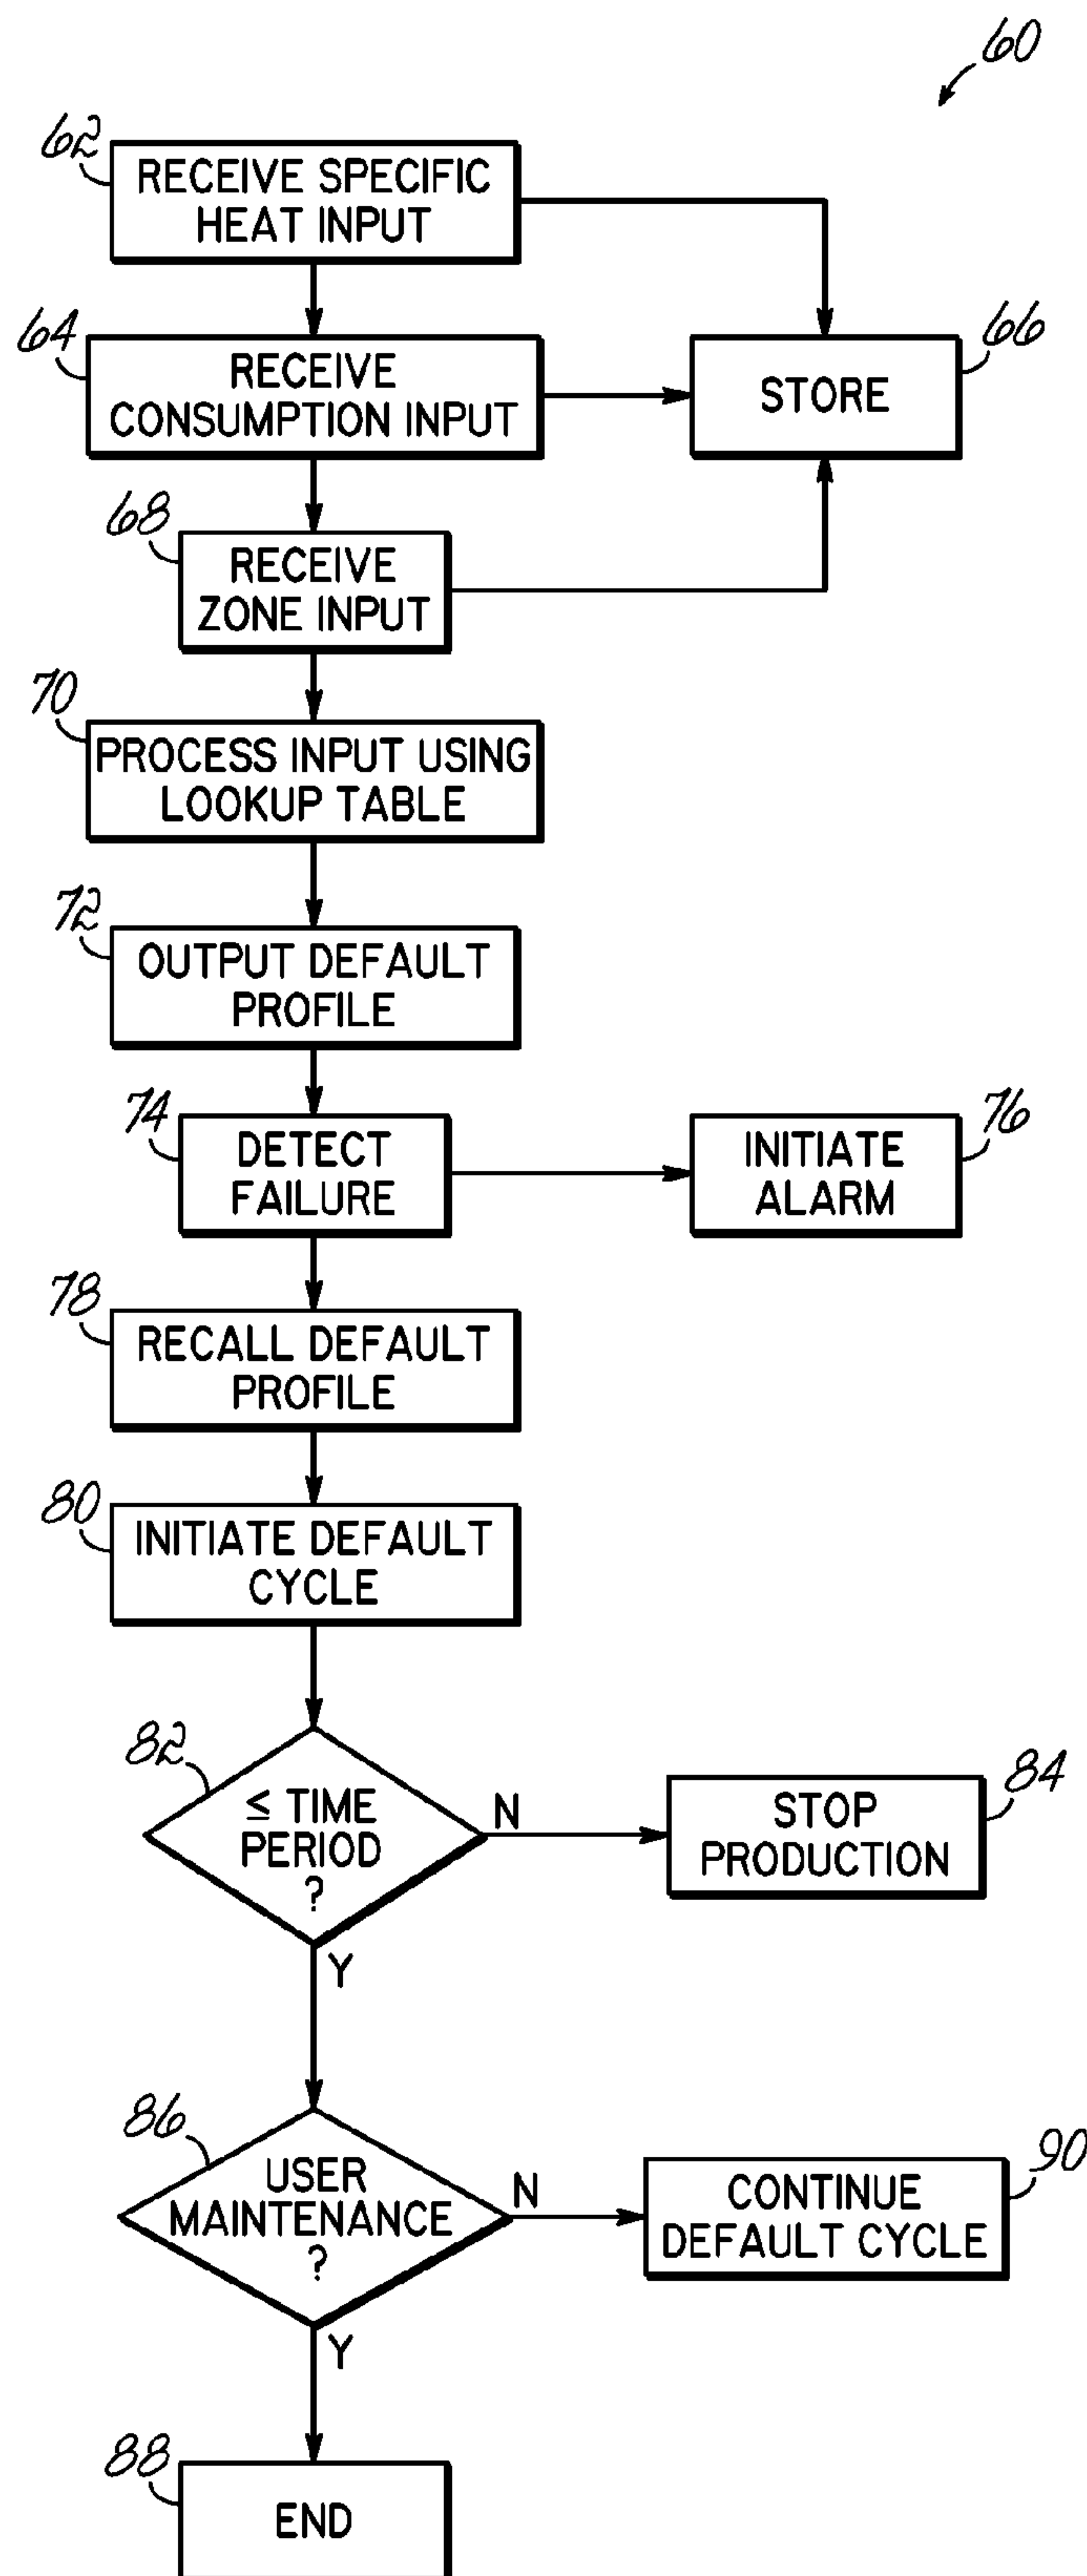 60
62
RECEIVE SPECIFIC
HEAT INPUT
64
RECEIVE
CONSUMPTION INPUT
66
STORE
68
RECEIVE
ZONE INPUT
70
PROCESS INPUT USING
LOOKUP TABLE
72
OUTPUT DEFAULT
PROFILE
74
DETECT
FAILURE
76
INITIATE
ALARM
78
RECALL DEFAULT
PROFILE
80
INITIATE DEFAULT
CYCLE
82
≤ TIME
PERIOD
?
N
84
STOP
PRODUCTION
Y
86
USER
MAINTENANCE
?
N
90
CONTINUE
DEFAULT CYCLE
Y
88
END